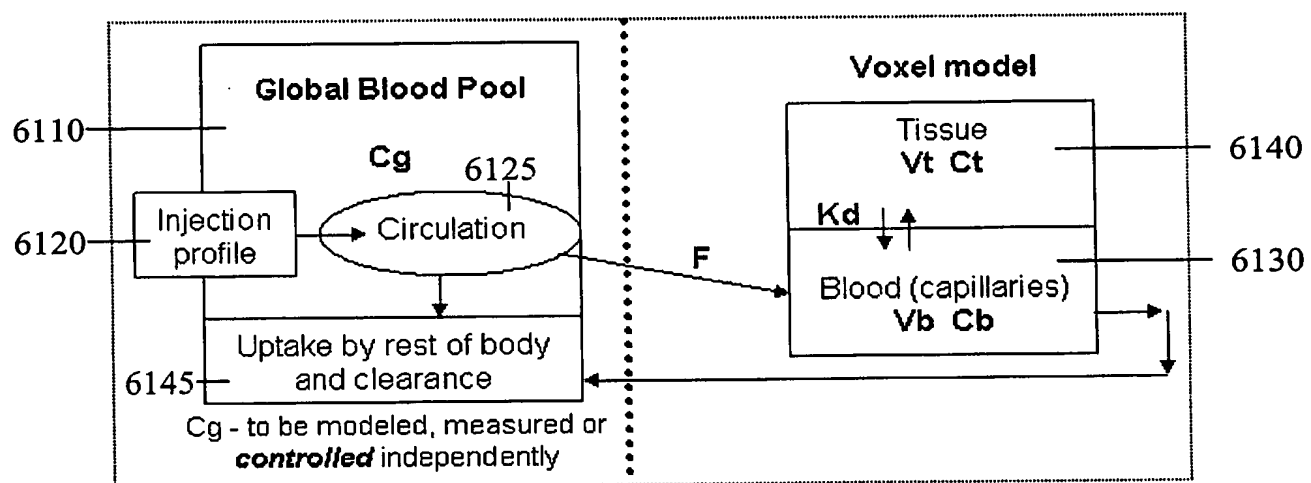 Global Blood Pool
6110
Cg
6125
Injection
profile
6120
Circulation
F
Uptake by rest of body
and clearance
6145
Cg - to be modeled, measured or
controlled independently
Voxel model
Tissue
Vt Ct
6140
Kd
Blood (capillaries)
Vb Cb
6130